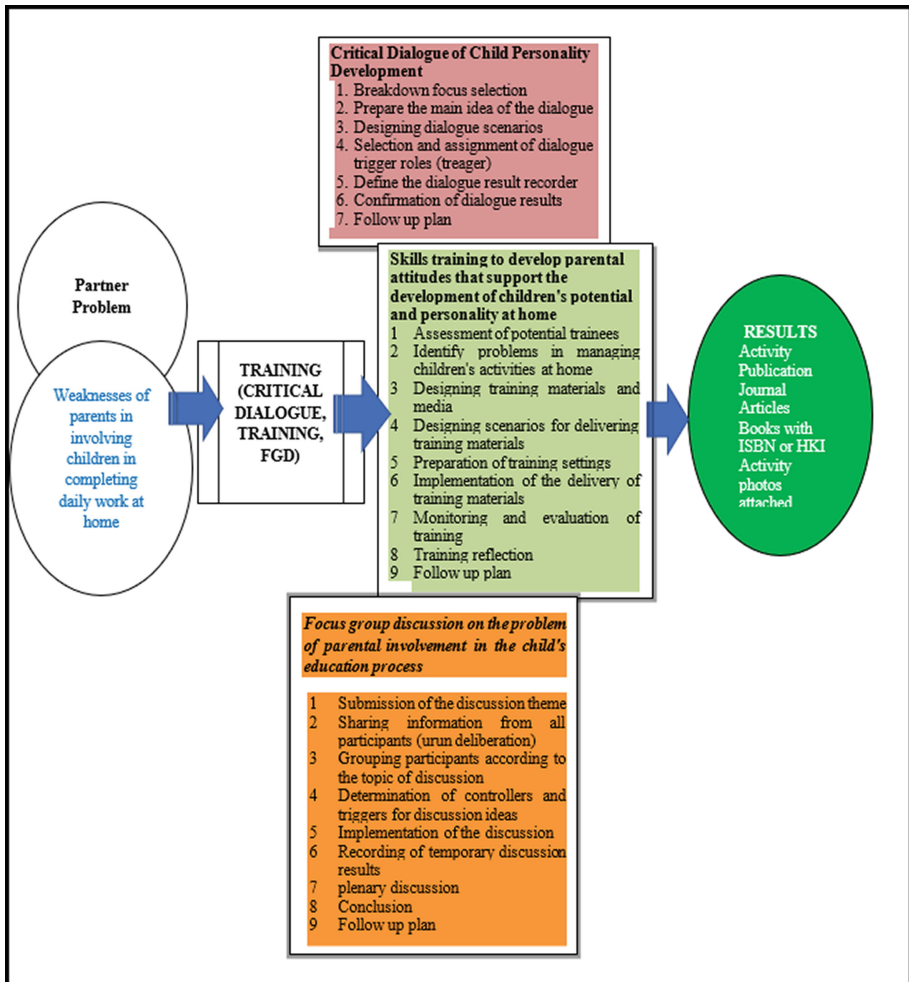 Critical Dialogue of Child Personality
Development
1. Breakdown focus selection
2. Prepare the main idea of the dialogue
3. Designing dialogue scenarios
4. Selection and assignment of dialogue
trigger roles (treager)
5. Define the dialogue result recorder
6. Confirmation of dialogue results
7. Follow up plan
Partner
Problem
Weaknesses of
parents in
involving
children in
completing
daily work at
home
TRAINING
(CRITICAL
DIALOGUE,
TRAINING,
FGD)
Skills training to develop parental
attitudes that support the
development of children's potential
and personality at home
1 Assessment of potential trainees
2 Identify problems in managing
children's activities at home
3 Designing training materials and
media
4 Designing scenarios for delivering
training materials
5 Preparation of training settings
6 Implementation of the delivery of
training materials
7 Monitoring and evaluation of
training
8 Training reflection
9 Follow up plan
RESULTS
Activity
Publication
Journal
Articles
Books with
ISBN or HKI
Activity
photos
attached
Focus group discussion on the problem
of parental involvement in the child's
education process
1 Submission of the discussion theme
2 Sharing information from all
participants (urun deliberation)
3 Grouping participants according to
the topic of discussion
4 Determination of controllers and
triggers for discussion ideas
5 Implementation of the discussion
6 Recording of temporary discussion
results
7 plenary discussion
8 Conclusion
9 Follow up plan